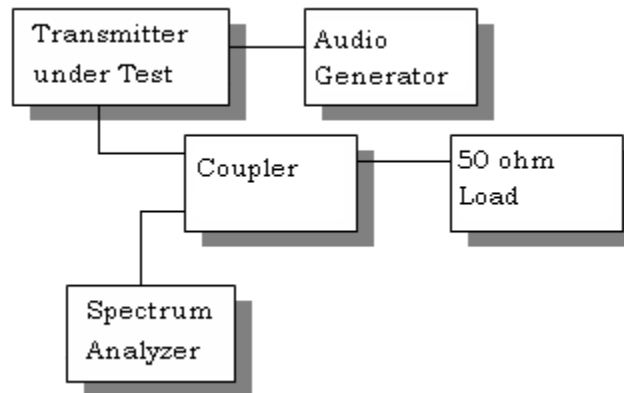 Transmitter
under Test
Audio
Generator
Coupler
50 ohm
Load
Spectrum
Analyzer